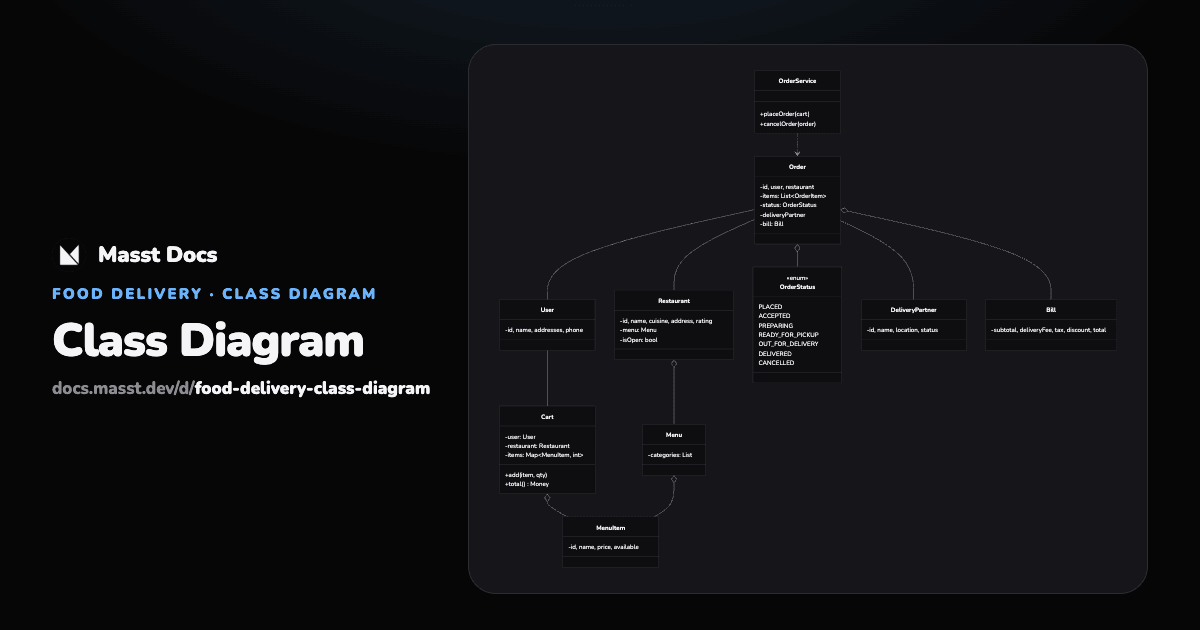 Masst Docs
FOOD DELIVERY · CLASS DIAGRAM
Class Diagram
docs.masst.dev/d/food-delivery-class-diagram
OrderService
+placeOrder(cart)
+cancelOrder(order)
Order
-id, user, restaurant
-items: List<OrderItem>
-status: OrderStatus
-deliveryPartner
-bill: Bill
User
-id, name, addresses, phone
Restaurant
-id, name, cuisine, address, rating
-menu: Menu
-isOpen: bool
«enum»
OrderStatus
PLACED
ACCEPTED
PREPARING
READY_FOR_PICKUP
OUT_FOR_DELIVERY
DELIVERED
CANCELLED
DeliveryPartner
-id, name, location, status
Bill
-subtotal, deliveryFee, tax, discount, total
Cart
-user: User
-restaurant: Restaurant
-items: Map<MenuItem, int>
+add(item, qty)
+total() : Money
Menu
-categories: List
MenuItem
-id, name, price, available